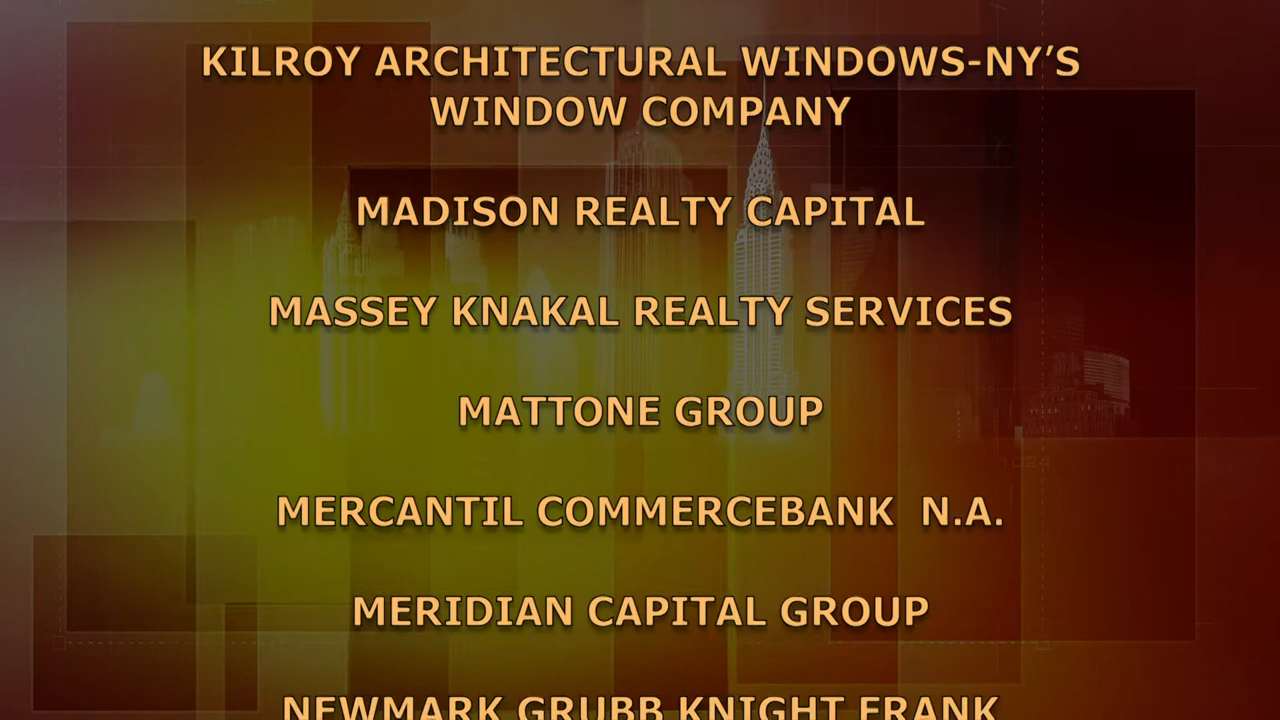 KILROY ARCHITECTURAL WINDOWS-NY’S
WINDOW COMPANY
MADISON REALTY CAPITAL
MASSEY KNAKAL REALTY SERVICES
MATTONE GROUP
MERCANTIL COMMERCEBANK  N.A.
MERIDIAN CAPITAL GROUP
NEWMARK GRUBB KNIGHT FRANK